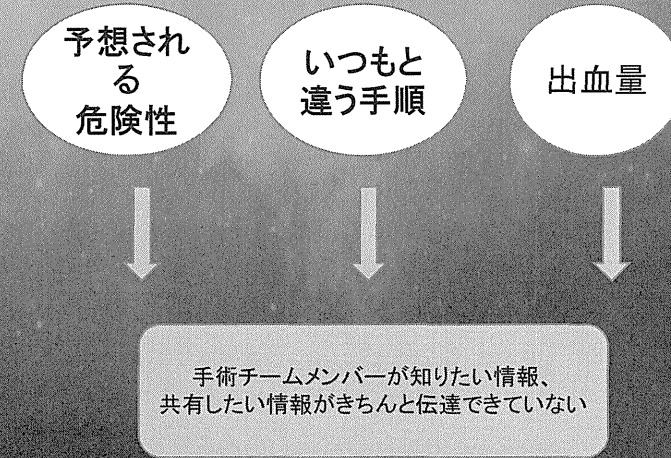 予想され
る
危険性
いつもと
違う手順
出血量
手術チームメンバーが知りたい情報、
共有したい情報がきちんと伝達できていない